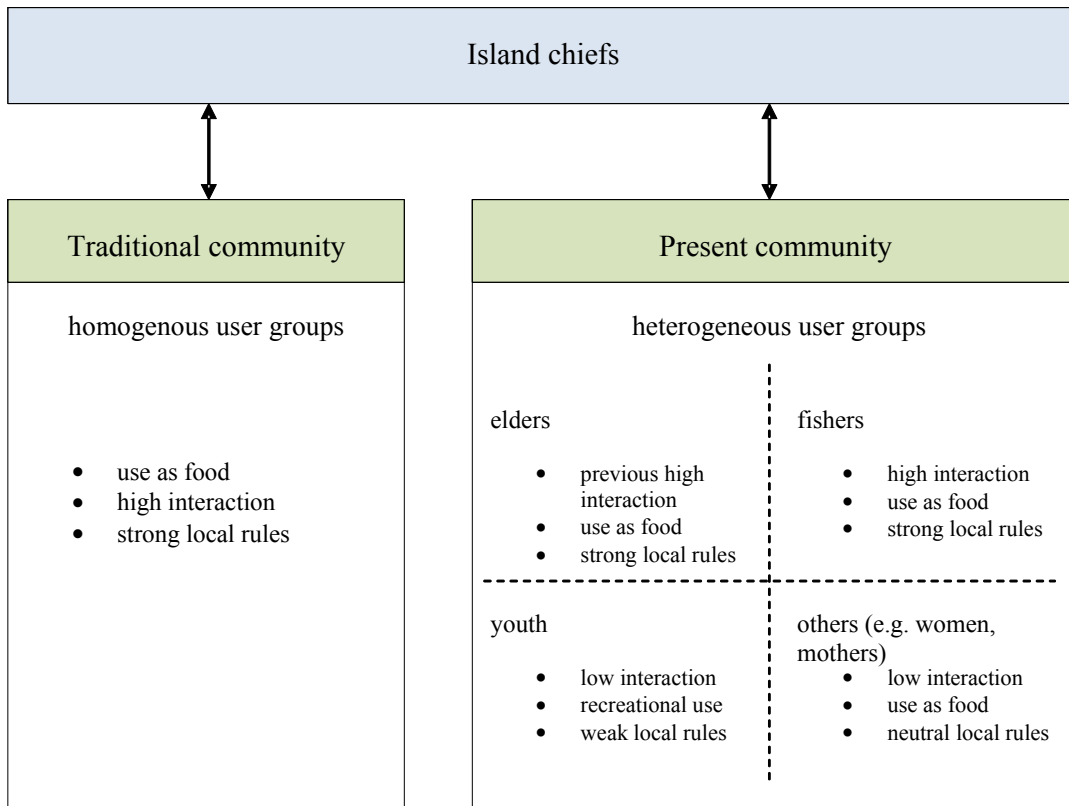 Island chiefs
Traditional community
homogenous user groups
• use as food
• high interaction
• strong local rules
Present community
heterogeneous user groups
elders
• previous high
interaction
• use as food
• strong local rules
fishers
• high interaction
• use as food
• strong local rules
youth
• low interaction
• recreational use
• weak local rules
others (e.g. women,
mothers)
• low interaction
• use as food
• neutral local rules